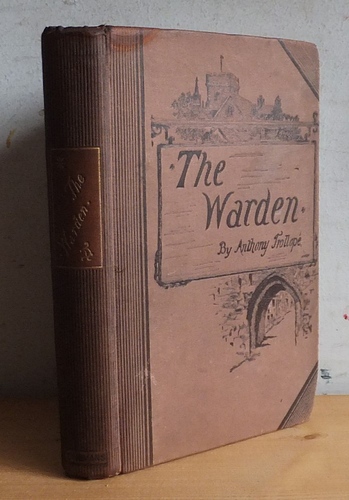 The
Warden.
The
Warden.
By Anthony Trollope